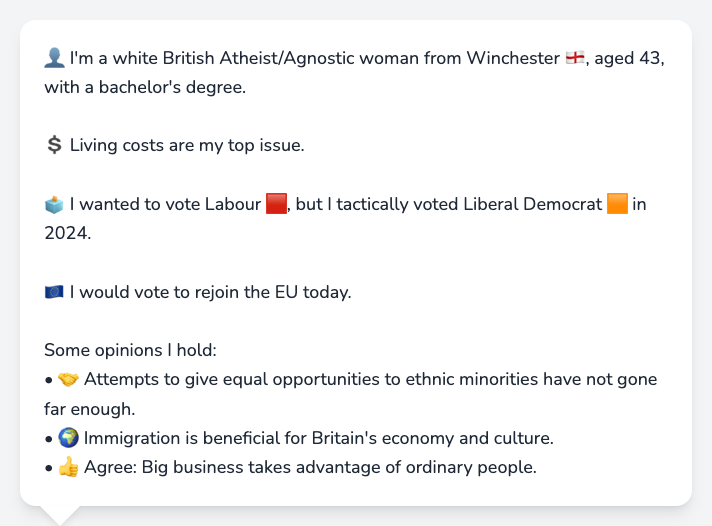 👤 I'm a white British Atheist/Agnostic woman from Winchester 🏴󠁧󠁢󠁥󠁮󠁧󠁿, aged 43,
with a bachelor's degree.
💲 Living costs are my top issue.
🗳️ I wanted to vote Labour 🟥, but I tactically voted Liberal Democrat 🟧 in
2024.
🇪🇺 I would vote to rejoin the EU today.
Some opinions I hold:
• 🤝 Attempts to give equal opportunities to ethnic minorities have not gone
far enough.
• 🌍 Immigration is beneficial for Britain's economy and culture.
• 👍 Agree: Big business takes advantage of ordinary people.